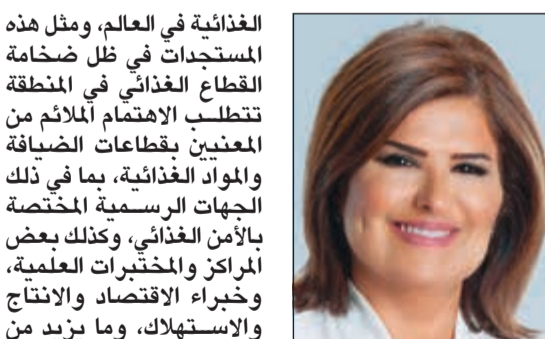 الغذائية في العالم، ومثل هذه
المستجدات في ظل ضخامة
القطاع الغذائي في المنطقة
تتطلب الاهتمام الملائم من
المعنيين بقطاعات الضيافة
والمواد الغذائية، بما في ذلك
الجهات الرسمية المختصة
بالأمن الغذائي، وكذلك بعض
المراكز والمختبرات العلمية،
وخبراء الاقتصاد والانتاج
والاستهلاك، وما يزيد من